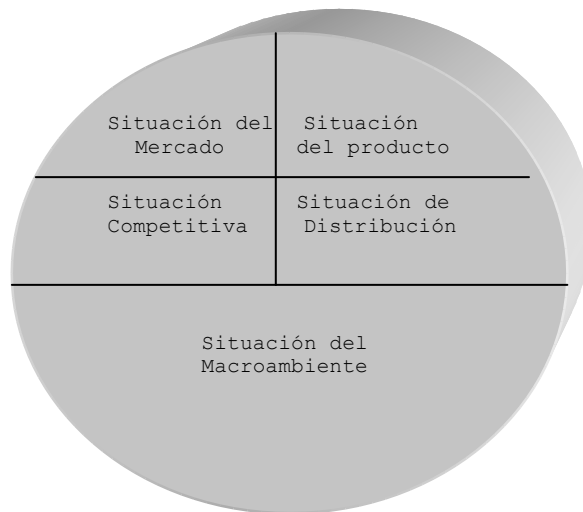 Situación del
Mercado
Situación
del producto
Situación
Competitiva
Situación de
Distribución
Situación del
Macroambiente